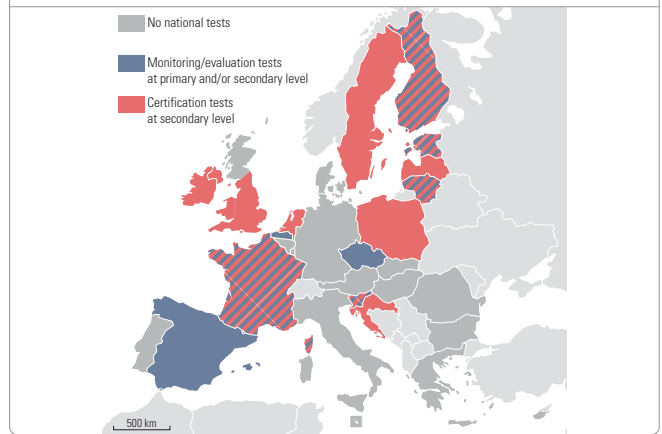 No national tests
Monitoring/evaluation tests
at primary and/or secondary level
Certification tests
at secondary level
500 km